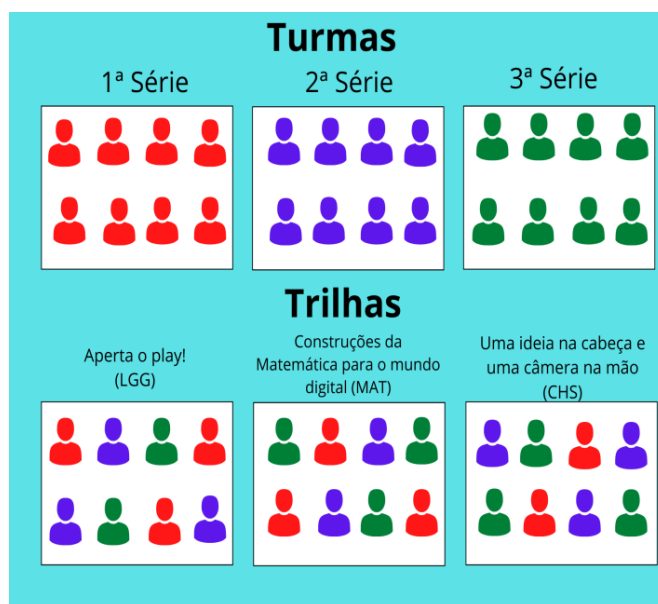 Turmas
1ª Série
2ª Série
3ª Série
Trilhas
Aperta o play!
(LGG)
Construções da
Matemática para o mundo
digital (MAT)
Uma ideia na cabeça e
uma câmera na mão
(CHS)